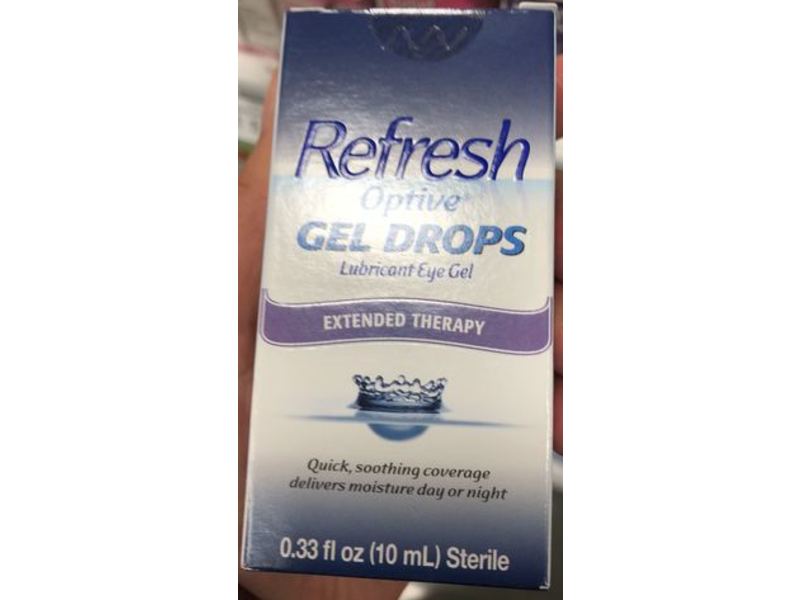 Refresh
Optive®
GEL DROPS
Lubricant Eye Gel
EXTENDED THERAPY
Quick, soothing coverage
delivers moisture day or night
0.33 fl oz (10 mL) Sterile